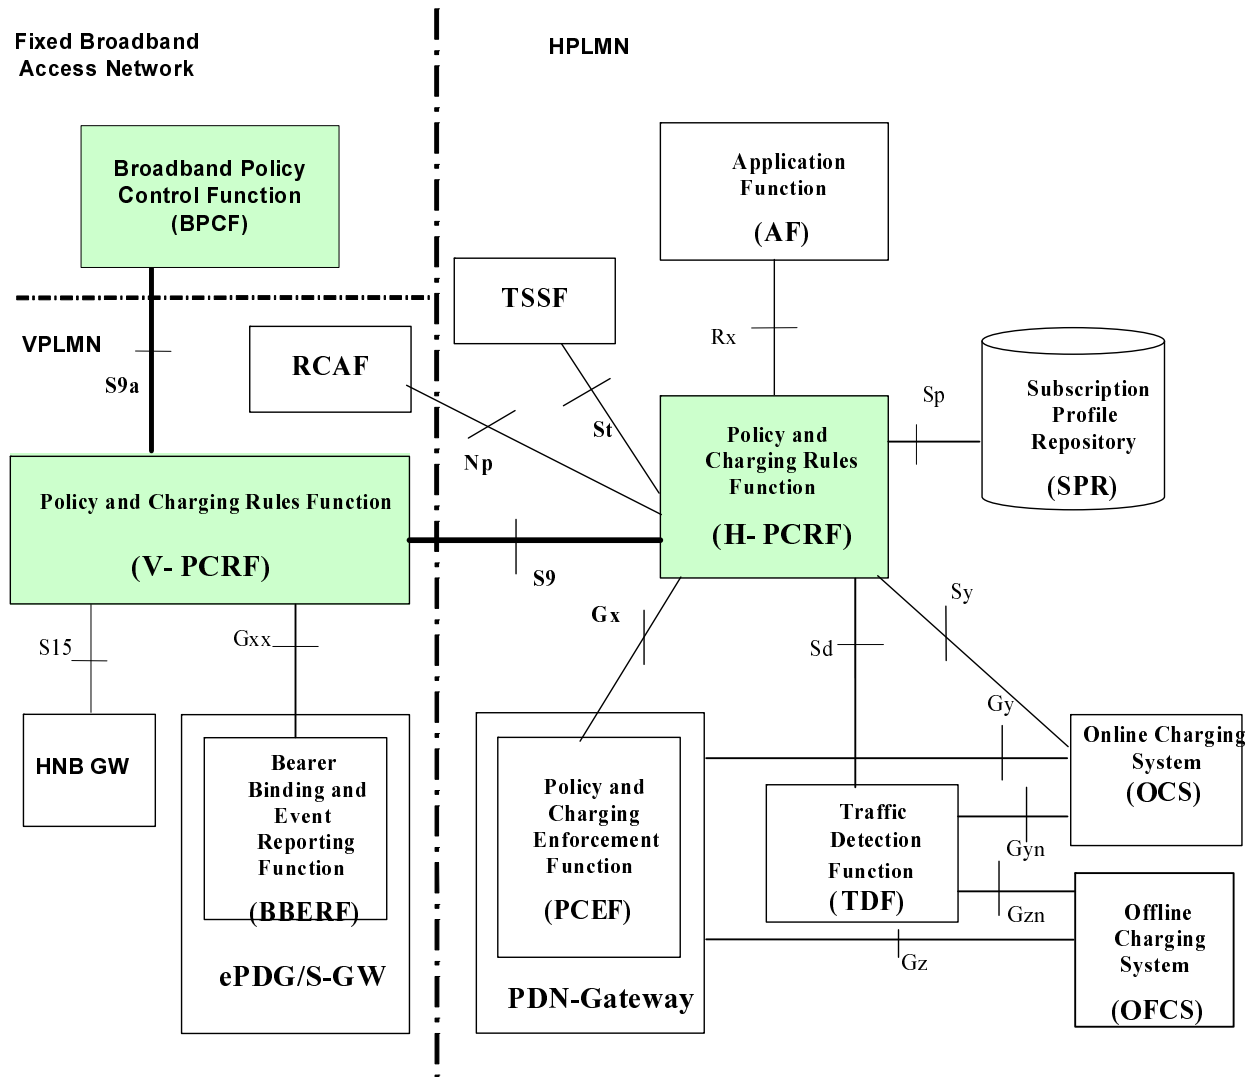 Fixed Broadband
Access Network
HPLMN
Broadband Policy
Control Function
(BPCF)
Application
Function
(AF)
TSSF
VPLMN
RCAF
S9a
Rx
Sp
Subscription
Profile
Repository
(SPR)
St
Np
Policy and
Charging Rules
Function
(H- PCRF)
Policy and Charging Rules Function
(V- PCRF)
S9
S15
Gxx
Gx
Sd
Sy
Gy
HNB GW
Bearer
Binding and
Event
Reporting
Function
(BBERF)
ePDG/S-GW
Policy and
Charging
Enforcement
Function
(PCEF)
PDN-Gateway
Traffic
Detection
Function
(TDF)
Online Charging
System
(OCS)
Gyn
Gzn
Gz
Offline
Charging
System
(OFCS)